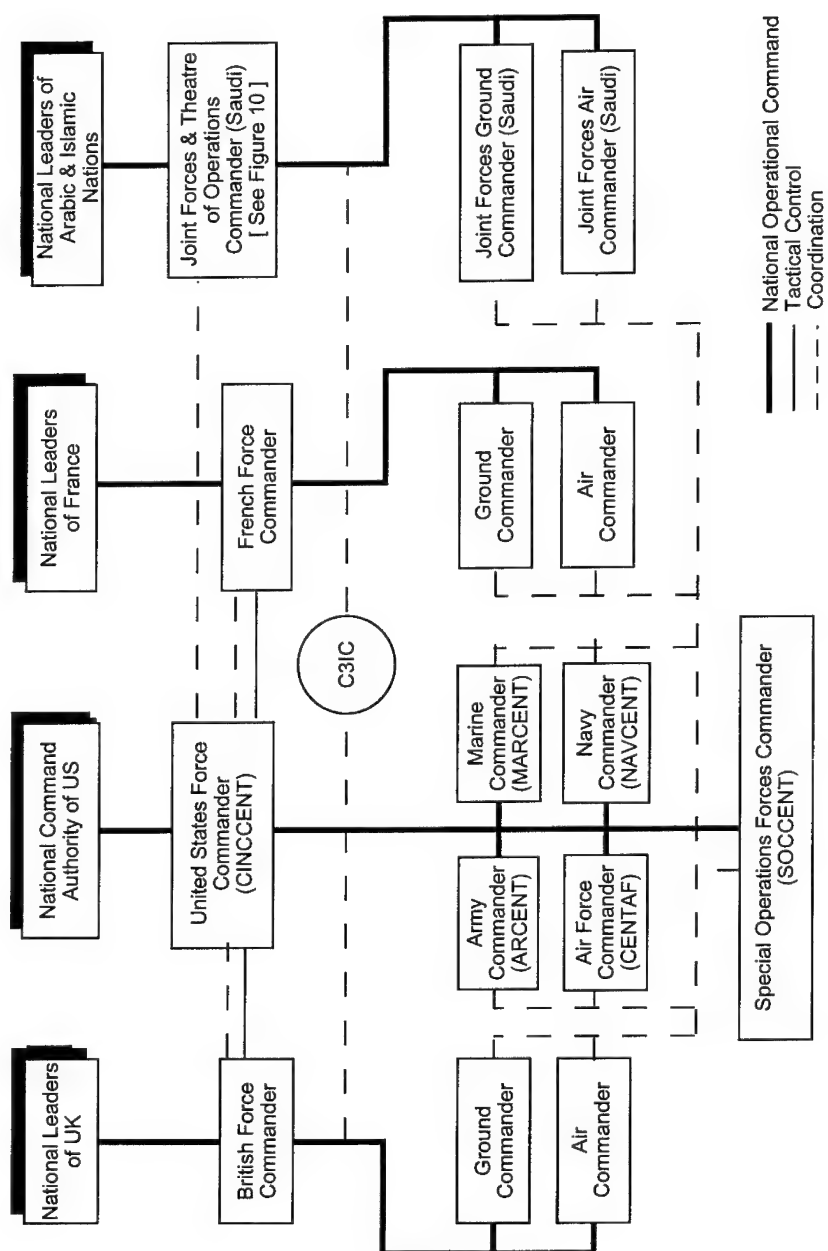 National Leaders
of UK
National Command
Authority of US
National Leaders
of France
National Leaders of
Arabic & Islamic
Nations
British Force
Commander
United States Force
Commander
(CINCCENT)
French Force
Commander
Joint Forces & Theatre
of Operations
Commander (Saudi)
[ See Figure 10 ]
C3IC
Ground
Commander
Army
Commander
(ARCENT)
Marine
Commander
(MARCENT)
Ground
Commander
Joint Forces Ground
Commander (Saudi)
Air
Commander
Air Force
Commander
(CENTAF)
Navy
Commander
(NAVCENT)
Air
Commander
Joint Forces Air
Commander (Saudi)
Special Operations Forces Commander
(SOCCENT)
National Operational Command
Tactical Control
Coordination